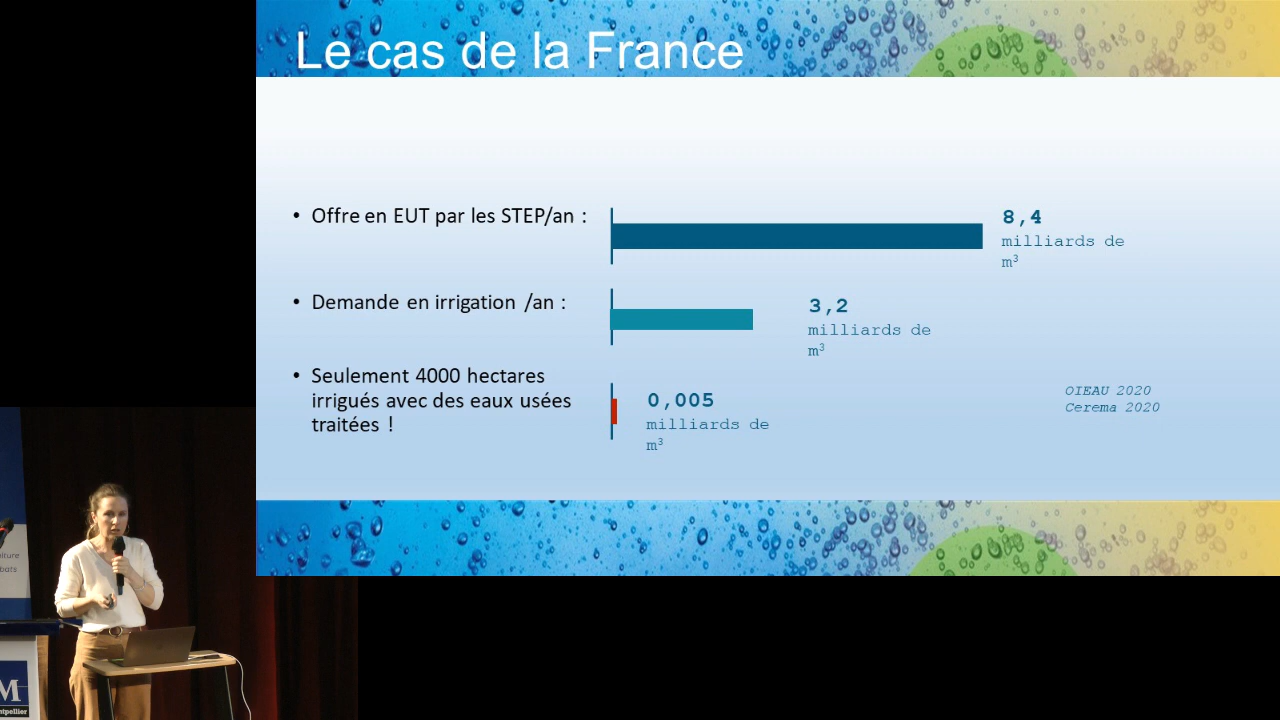 Le cas de la France
• Offre en EUT par les STEP/an :
8,4
milliards de
m³
• Demande en irrigation /an :
3,2
milliards de
m³
• Seulement 4000 hectares
irrigués avec des eaux usées
traitées !
0,005
milliards de
m³
OIEAU 2020
Cerema 2020
bats
M